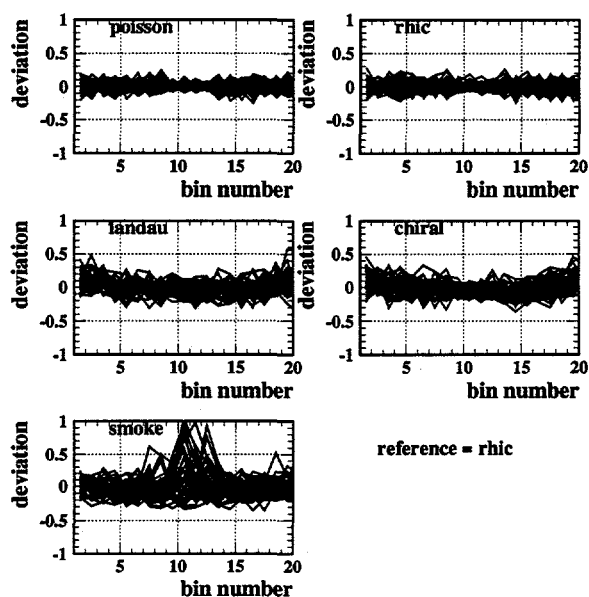 poisson
deviation
1
0.5
0
-0.5
-1
5 10 15 20
bin number
rhic
deviation
1
0.5
0
-0.5
-1
5 10 15 20
bin number
landau
deviation
1
0.5
0
-0.5
-1
5 10 15 20
bin number
chiral
deviation
1
0.5
0
-0.5
-1
5 10 15 20
bin number
smoke
deviation
1
0.5
0
-0.5
-1
5 10 15 20
bin number
reference = rhic